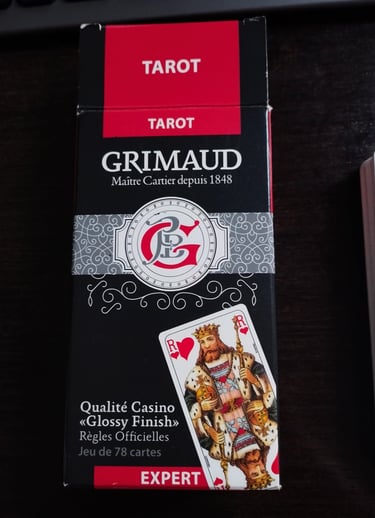 TAROT
TAROT
GRIMAUD
Maître Cartier depuis 1848
Qualité Casino
«Glossy Finish»
Règles Officielles
Jeu de 78 cartes
R
R
EXPERT